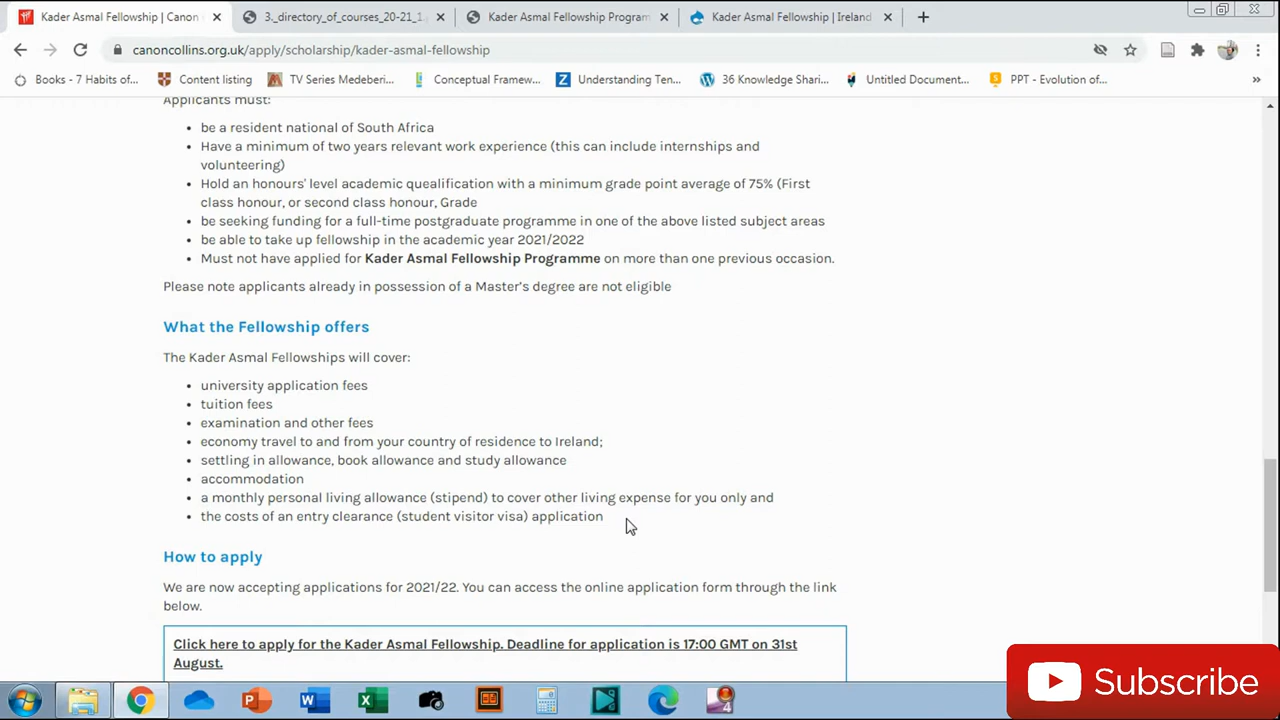 Kader Asmal Fellowship | Canon
3._directory_of_courses_20-21_1
Kader Asmal Fellowship Program
Kader Asmal Fellowship | Ireland
canoncollins.org.uk/apply/scholarship/kader-asmal-fellowship
Books - 7 Habits of...
Content listing
TV Series Medeberi...
Conceptual Framew...
Understanding Ten...
36 Knowledge Shari...
Untitled Document...
PPT - Evolution of...
Applicants must:
• be a resident national of South Africa
• Have a minimum of two years relevant work experience (this can include internships and
volunteering)
• Hold an honours' level academic quealification with a minimum grade point average of 75% (First
class honour, or second class honour, Grade
• be seeking funding for a full-time postgraduate programme in one of the above listed subject areas
• be able to take up fellowship in the academic year 2021/2022
• Must not have applied for Kader Asmal Fellowship Programme on more than one previous occasion.
Please note applicants already in possession of a Master's degree are not eligible
What the Fellowship offers
The Kader Asmal Fellowships will cover:
• university application fees
• tuition fees
• examination and other fees
• economy travel to and from your country of residence to Ireland;
• settling in allowance, book allowance and study allowance
• accommodation
• a monthly personal living allowance (stipend) to cover other living expense for you only and
• the costs of an entry clearance (student visitor visa) application
How to apply
We are now accepting applications for 2021/22. You can access the online application form through the link
below.
Click here to apply for the Kader Asmal Fellowship. Deadline for application is 17:00 GMT on 31st
August.
Subscribe